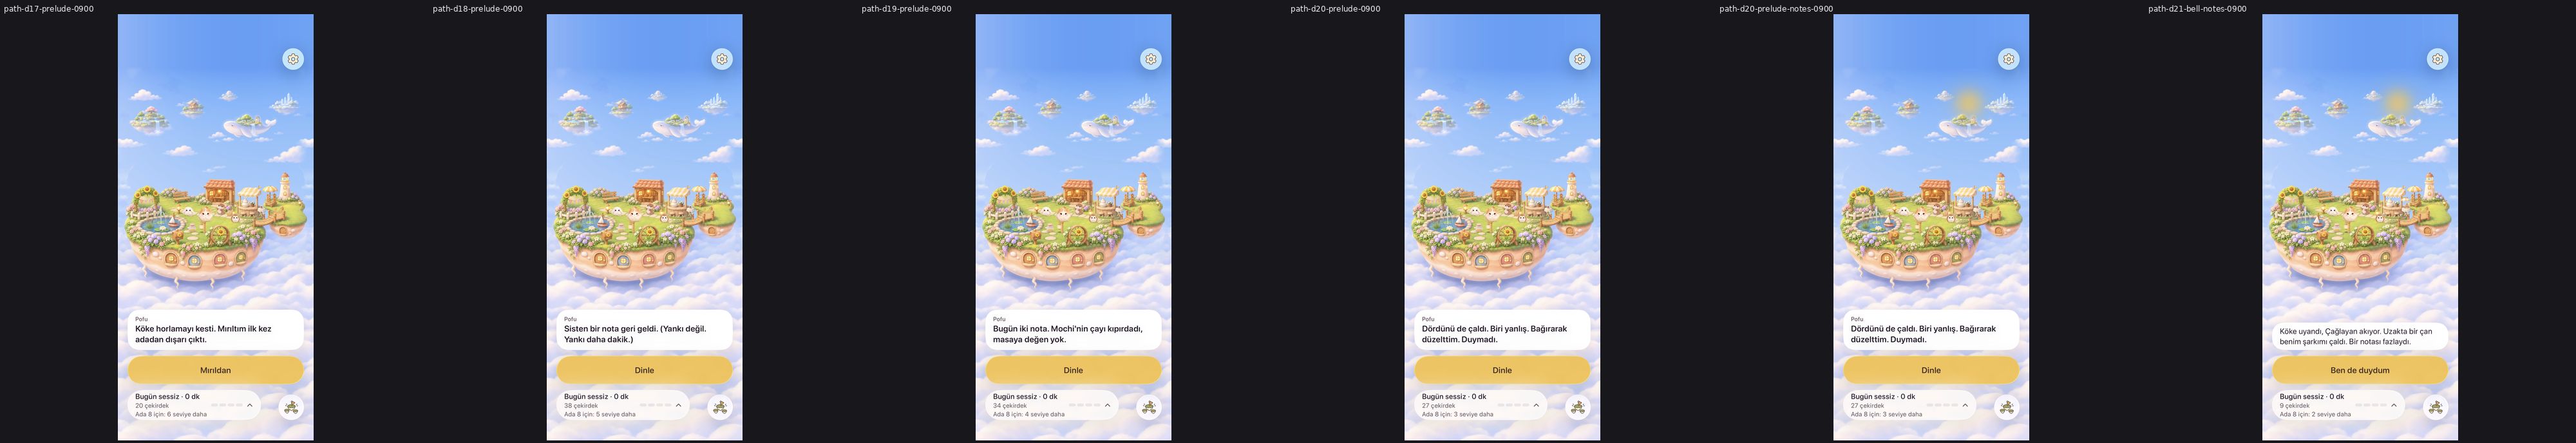 path-d17-prelude-0900
Pofu
Köke horlamayı kesti. Mırıltım ilk kez
adadan dışarı çıktı.
Mırıldan
Bugün sessiz · 0 dk
20 çekirdek
Ada 8 için: 6 seviye daha
path-d18-prelude-0900
Pofu
Sisten bir nota geri geldi. (Yankı değil.
Yankı daha dakik.)
Dinle
Bugün sessiz · 0 dk
38 çekirdek
Ada 8 için: 5 seviye daha
path-d19-prelude-0900
Pofu
Bugün iki nota. Mochi'nin çayı kıpırdadı,
masaya değen yok.
Dinle
Bugün sessiz · 0 dk
34 çekirdek
Ada 8 için: 4 seviye daha
path-d20-prelude-0900
Pofu
Dördünü de çaldı. Biri yanlış. Bağırarak
düzelttim. Duymadı.
Dinle
Bugün sessiz · 0 dk
27 çekirdek
Ada 8 için: 3 seviye daha
path-d20-prelude-notes-0900
Pofu
Dördünü de çaldı. Biri yanlış. Bağırarak
düzelttim. Duymadı.
Dinle
Bugün sessiz · 0 dk
27 çekirdek
Ada 8 için: 3 seviye daha
path-d21-bell-notes-0900
Köke uyandı, Çağlayan akıyor. Uzakta bir çan
benim şarkımı çaldı. Bir notası fazlaydı.
Ben de duydum
Bugün sessiz · 0 dk
9 çekirdek
Ada 8 için: 2 seviye daha